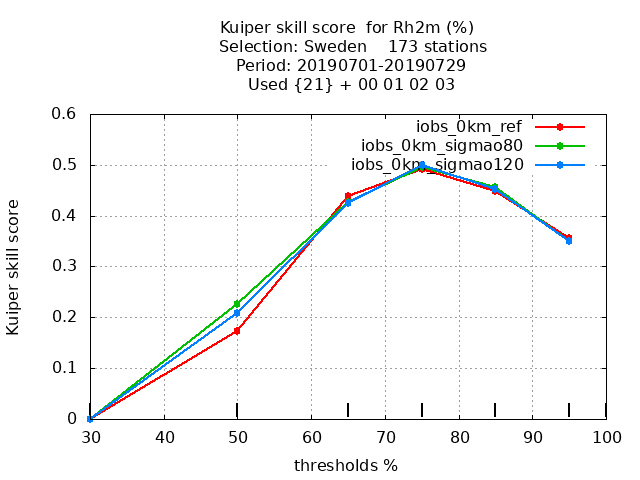 Kuiper skill score  for Rh2m (%)
Selection: Sweden    173 stations
Period: 20190701-20190729
Used {21} + 00 01 02 03
iobs_0km_ref
iobs_0km_sigmao80
iobs_0km_sigmao120
Kuiper skill score
0.6
0.5
0.4
0.3
0.2
0.1
0
30 40 50 60 70 80 90 100
thresholds %